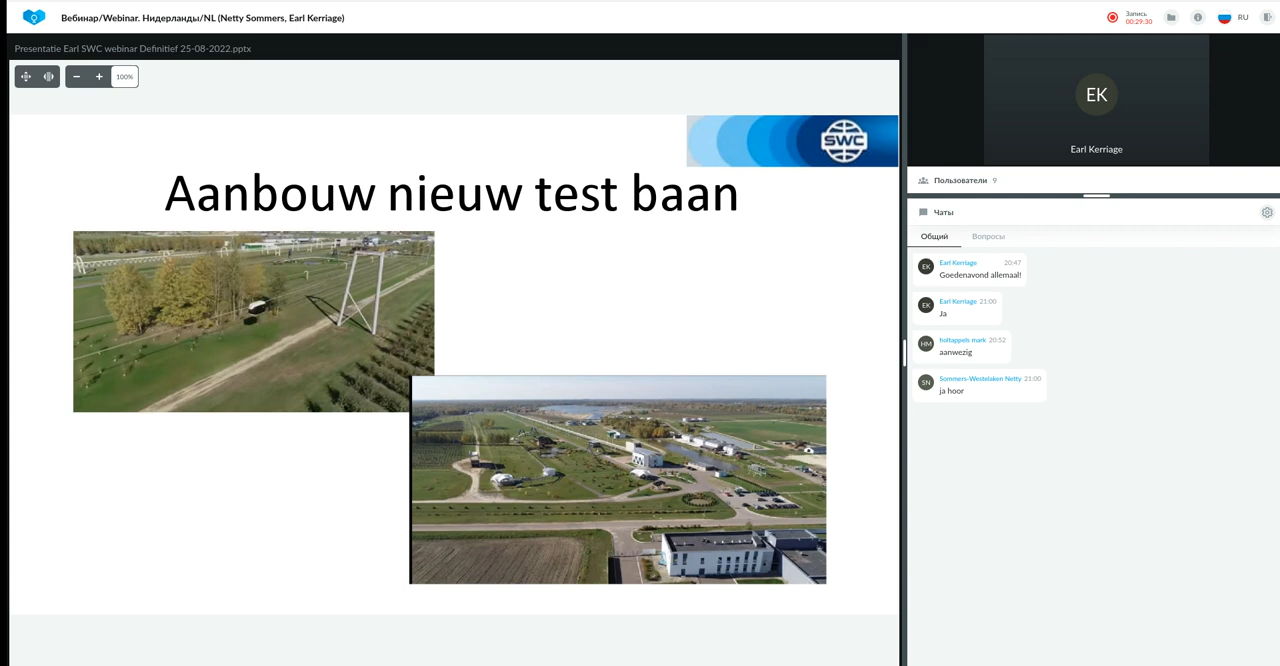 Вебинар/Webinar. Нидерланды/NL (Netty Sommers, Earl Kerriage)
Запись
00:29:30
RU
Presentatie Earl SWC webinar Definitief 25-08-2022.pptx
100%
SWC
Aanbouw nieuw test baan
EK
Earl Kerriage
Пользователи 9
Чаты
Общий
Вопросы
EK
Earl Kerriage 20:47
Goedenavond allemaal!
EK
Earl Kerriage 21:00
Ja
HM
holtappels mark 20:52
aanwezig
SN
Sommers-Westelaken Netty 21:00
ja hoor